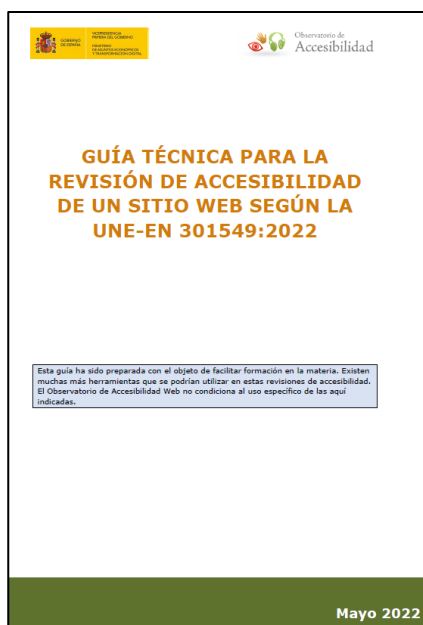 GOBIERNO
DE ESPAÑA
VICEPRESIDENCIA
PRIMERA DEL GOBIERNO
MINISTERIO
DE ASUNTOS ECONÓMICOS
Y TRANSFORMACIÓN DIGITAL
Observatorio de
Accesibilidad
GUÍA TÉCNICA PARA LA
REVISIÓN DE ACCESIBILIDAD
DE UN SITIO WEB SEGÚN LA
UNE-EN 301549:2022
Esta guía ha sido preparada con el objeto de facilitar formación en la materia. Existen
muchas más herramientas que se podrían utilizar en estas revisiones de accesibilidad.
El Observatorio de Accesibilidad Web no condiciona al uso específico de las aquí
indicadas.
Mayo 2022